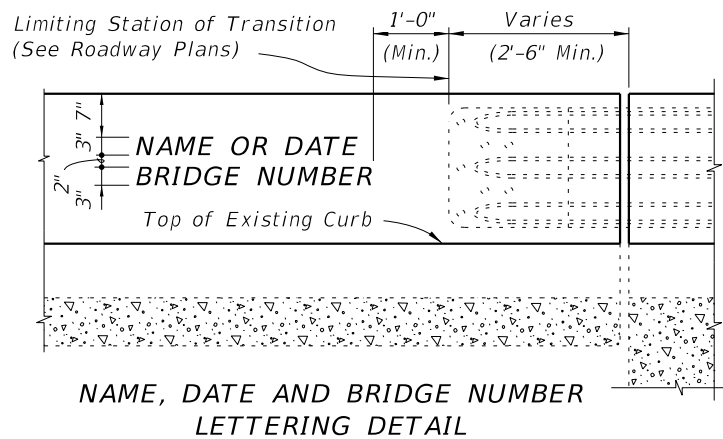 Limiting Station of Transition
(See Roadway Plans)
1'-0"
(Min.)
Varies
(2'-6" Min.)
7"
3"
2"
3"
NAME OR DATE
BRIDGE NUMBER
Top of Existing Curb
NAME, DATE AND BRIDGE NUMBER
LETTERING DETAIL